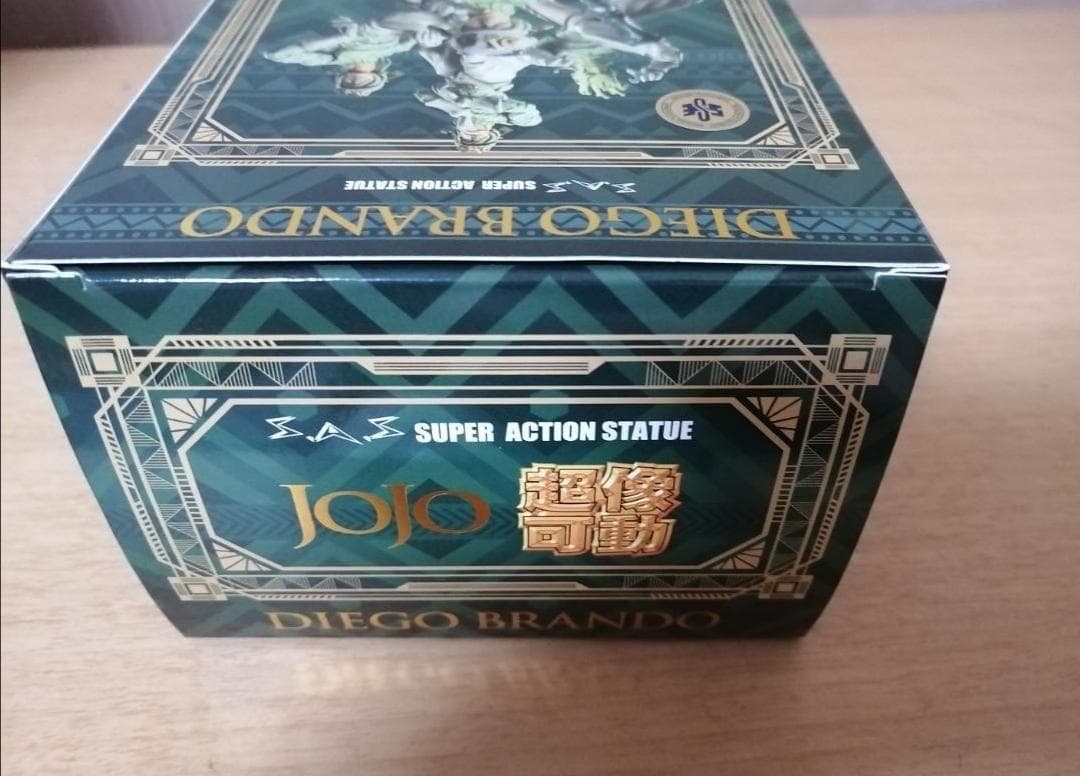 S.A.S SUPER ACTION STATUE
DIEGO BRANDO
S.A.S SUPER ACTION STATUE
JOJO 超像可動
DIEGO BRANDO